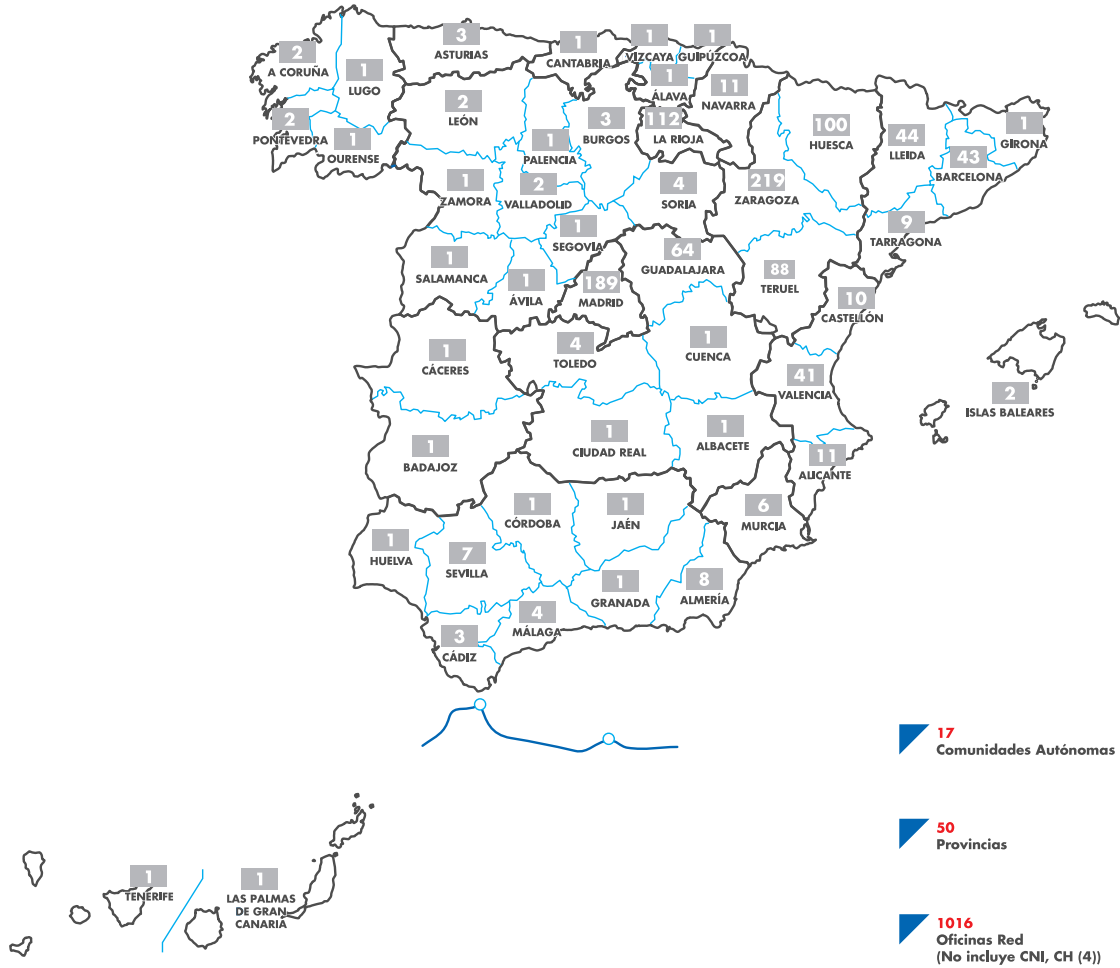 3
ASTURIAS
1
CANTABRIA
1
VIZCAYA
1
GUIPÚZCOA
2
A CORUÑA
1
LUGO
1
ÁLAVA
11
NAVARRA
2
LEÓN
3
BURGOS
112
LA RIOJA
100
HUESCA
44
LLEIDA
1
GIRONA
2
PONTEVEDRA
1
OURENSE
1
PALENCIA
43
BARCELONA
1
ZAMORA
2
VALLADOLID
4
SORIA
219
ZARAGOZA
9
TARRAGONA
1
SEGOVIA
1
SALAMANCA
1
ÁVILA
189
MADRID
64
GUADALAJARA
88
TERUEL
10
CASTELLÓN
1
CÁCERES
4
TOLEDO
1
CUENCA
41
VALENCIA
2
ISLAS BALEARES
1
BADAJOZ
1
CIUDAD REAL
1
ALBACETE
11
ALICANTE
1
HUELVA
7
SEVILLA
1
CÓRDOBA
1
JAÉN
6
MURCIA
1
GRANADA
8
ALMERÍA
4
MÁLAGA
3
CÁDIZ
1
TENERIFE
1
LAS PALMAS
DE GRAN
CANARIA
17
Comunidades Autónomas
50
Provincias
1016
Oficinas Red
(No incluye CNI, CH (4))